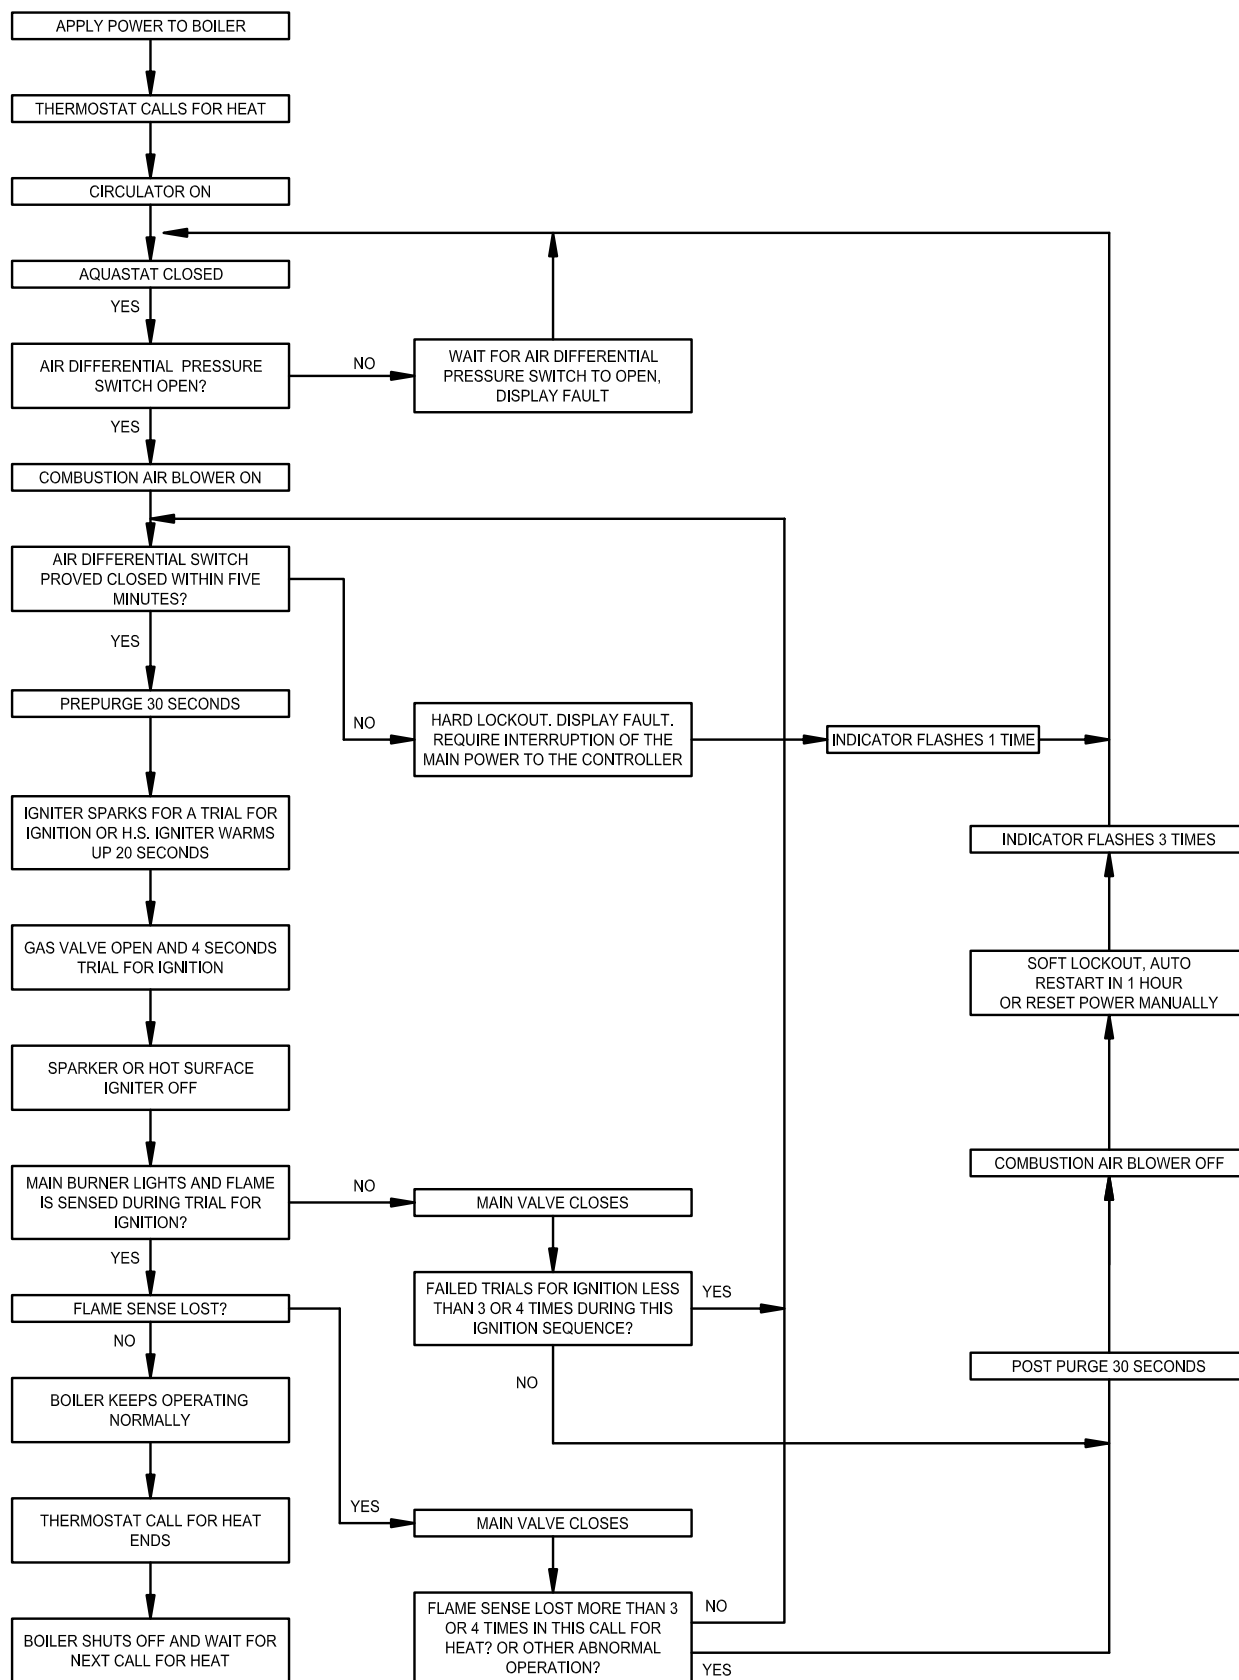 APPLY POWER TO BOILER
THERMOSTAT CALLS FOR HEAT
CIRCULATOR ON
AQUASTAT CLOSED
YES
AIR DIFFERENTIAL PRESSURE
SWITCH OPEN?
NO
WAIT FOR AIR DIFFERENTIAL
PRESSURE SWITCH TO OPEN,
DISPLAY FAULT
YES
COMBUSTION AIR BLOWER ON
AIR DIFFERENTIAL SWITCH
PROVED CLOSED WITHIN FIVE
MINUTES?
YES
PREPURGE 30 SECONDS
NO
HARD LOCKOUT. DISPLAY FAULT.
REQUIRE INTERRUPTION OF THE
MAIN POWER TO THE CONTROLLER
INDICATOR FLASHES 1 TIME
IGNITER SPARKS FOR A TRIAL FOR
IGNITION OR H.S. IGNITER WARMS
UP 20 SECONDS
INDICATOR FLASHES 3 TIMES
GAS VALVE OPEN AND 4 SECONDS
TRIAL FOR IGNITION
SOFT LOCKOUT, AUTO
RESTART IN 1 HOUR
OR RESET POWER MANUALLY
SPARKER OR HOT SURFACE
IGNITER OFF
COMBUSTION AIR BLOWER OFF
MAIN BURNER LIGHTS AND FLAME
IS SENSED DURING TRIAL FOR
IGNITION?
NO
MAIN VALVE CLOSES
YES
FAILED TRIALS FOR IGNITION LESS
THAN 3 OR 4 TIMES DURING THIS
IGNITION SEQUENCE?
YES
FLAME SENSE LOST?
NO
POST PURGE 30 SECONDS
NO
BOILER KEEPS OPERATING
NORMALLY
YES
MAIN VALVE CLOSES
THERMOSTAT CALL FOR HEAT
ENDS
FLAME SENSE LOST MORE THAN 3
OR 4 TIMES IN THIS CALL FOR
HEAT? OR OTHER ABNORMAL
OPERATION?
NO
YES
BOILER SHUTS OFF AND WAIT FOR
NEXT CALL FOR HEAT